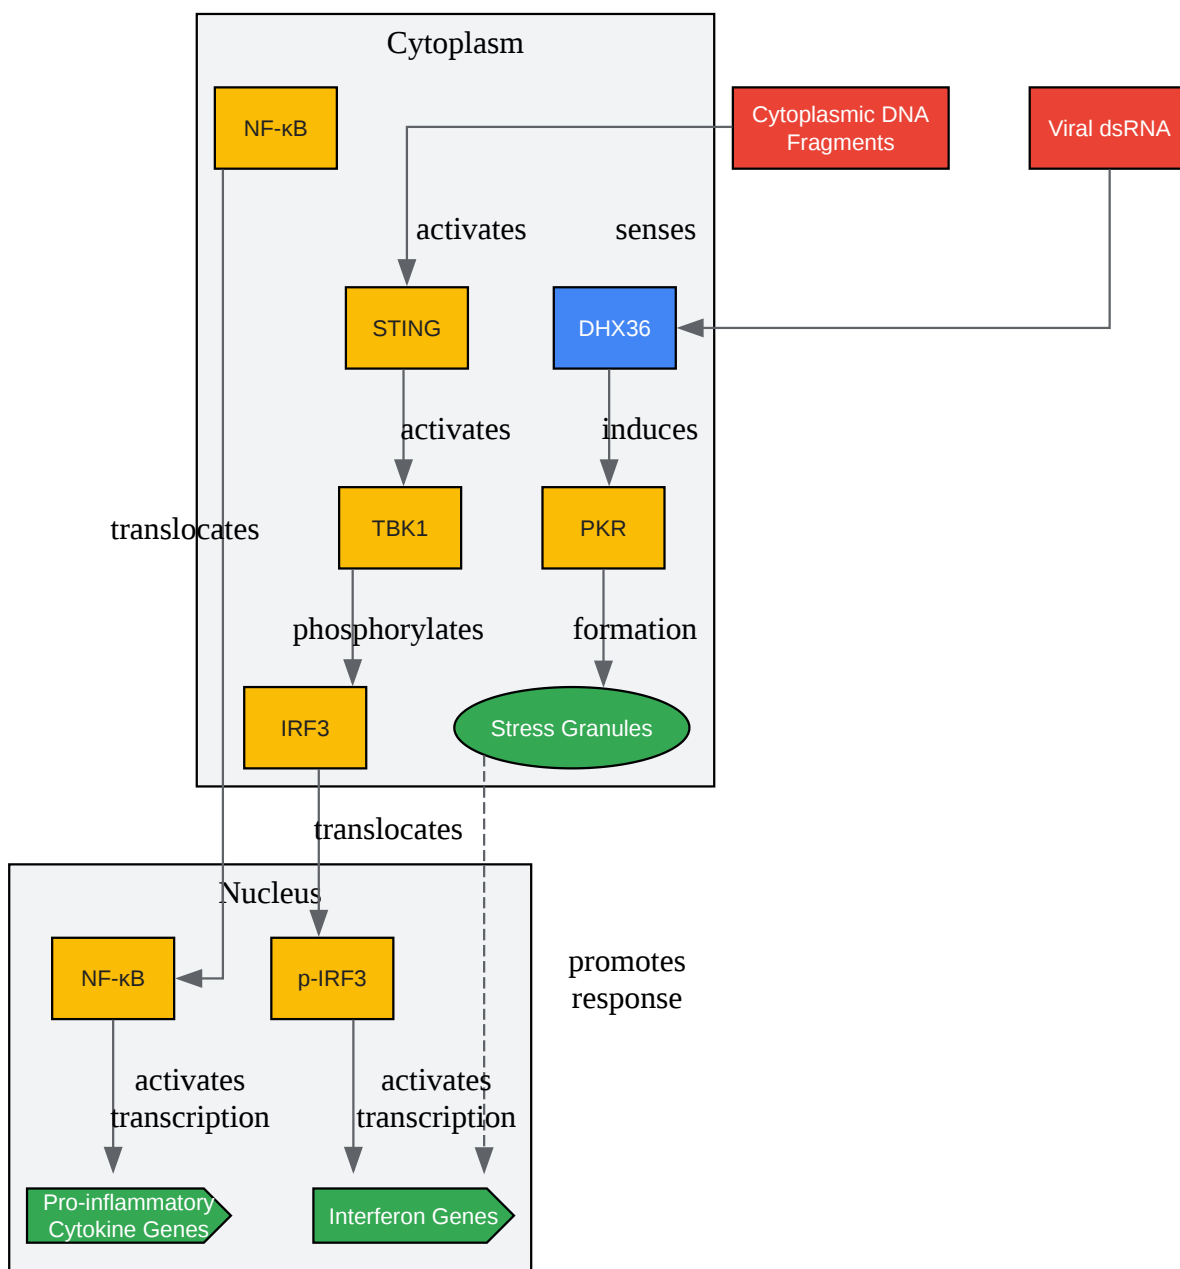 Cytoplasm
NF-κB
Cytoplasmic DNA
Fragments
Viral dsRNA
activates
senses
STING
DHX36
activates
induces
translocates
TBK1
PKR
phosphorylates
formation
IRF3
Stress Granules
translocates
Nucleus
NF-κB
p-IRF3
promotes
response
activates
transcription
activates
transcription
Pro-inflammatory
Cytokine Genes
Interferon Genes